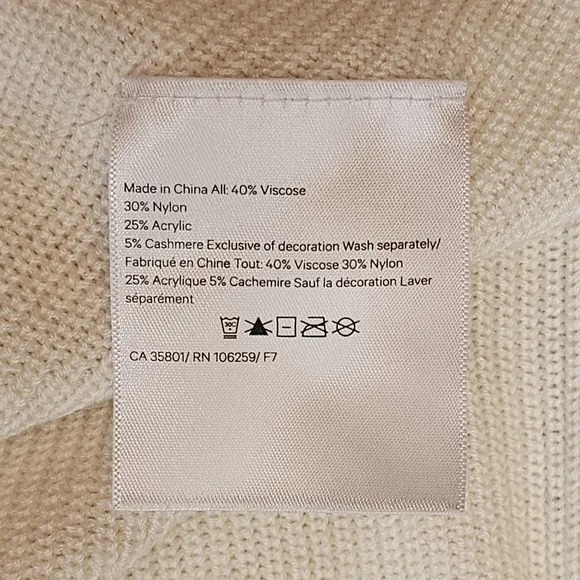 Made in China All: 40% Viscose
30% Nylon
25% Acrylic
5% Cashmere Exclusive of decoration Wash separately/
Fabriqué en Chine Tout: 40% Viscose 30% Nylon
25% Acrylique 5% Cachemire Sauf la décoration Laver
séparément
30C
CA 35801/ RN 106259/ F7